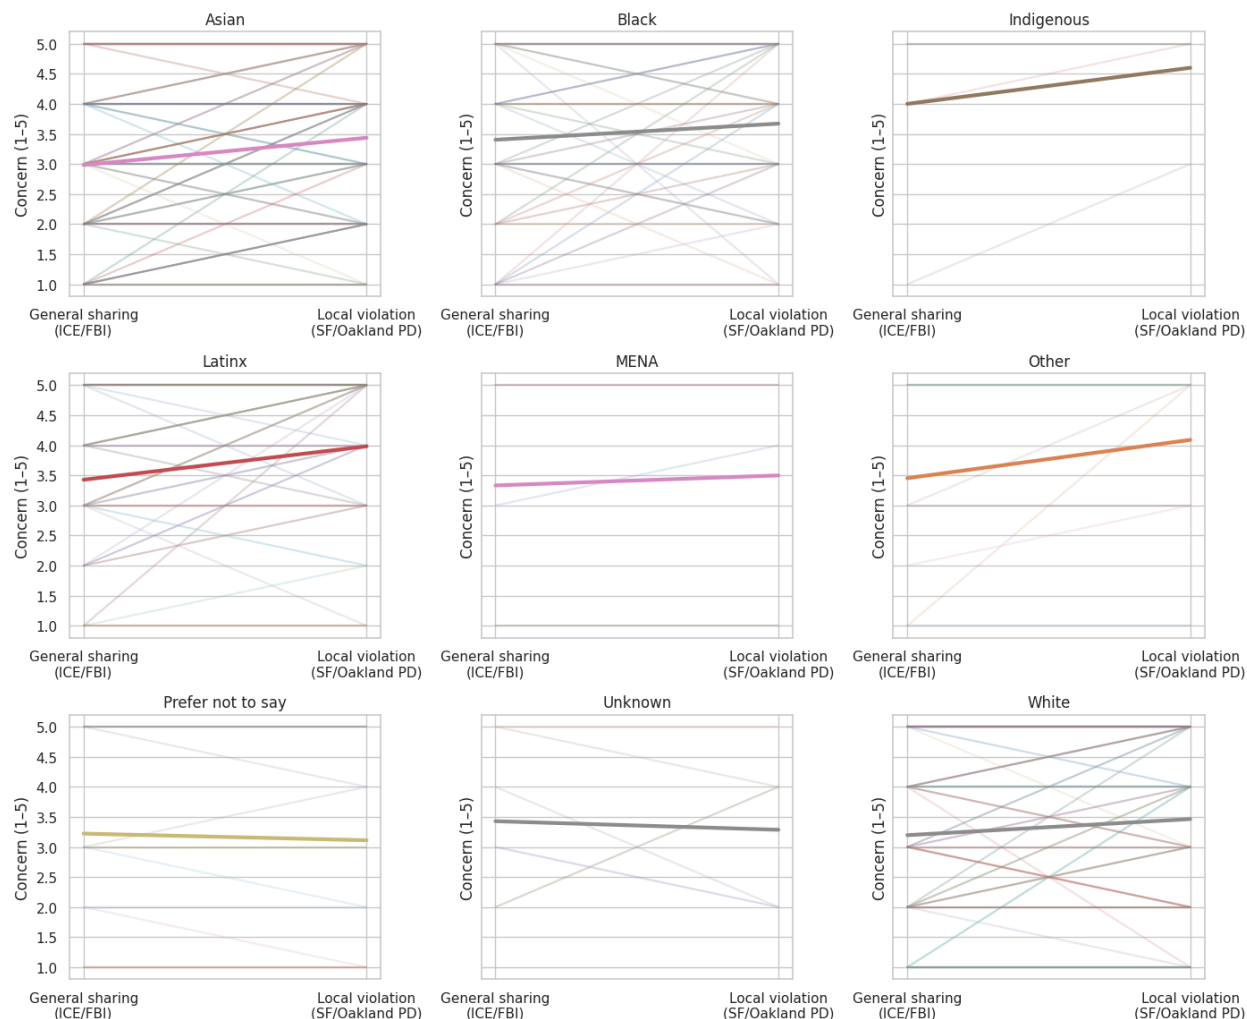 Asian
Black
Indigenous
5.0
4.5
4.0
3.5
3.0
2.5
2.0
1.5
1.0
Concern (1–5)
Concern (1–5)
Concern (1–5)
General sharing
(ICE/FBI)
Local violation
(SF/Oakland PD)
General sharing
(ICE/FBI)
Local violation
(SF/Oakland PD)
General sharing
(ICE/FBI)
Local violation
(SF/Oakland PD)
Latinx
MENA
Other
5.0
4.5
4.0
3.5
3.0
2.5
2.0
1.5
1.0
Concern (1–5)
Concern (1–5)
Concern (1–5)
General sharing
(ICE/FBI)
Local violation
(SF/Oakland PD)
General sharing
(ICE/FBI)
Local violation
(SF/Oakland PD)
General sharing
(ICE/FBI)
Local violation
(SF/Oakland PD)
Prefer not to say
Unknown
White
5.0
4.5
4.0
3.5
3.0
2.5
2.0
1.5
1.0
Concern (1–5)
Concern (1–5)
Concern (1–5)
General sharing
(ICE/FBI)
Local violation
(SF/Oakland PD)
General sharing
(ICE/FBI)
Local violation
(SF/Oakland PD)
General sharing
(ICE/FBI)
Local violation
(SF/Oakland PD)